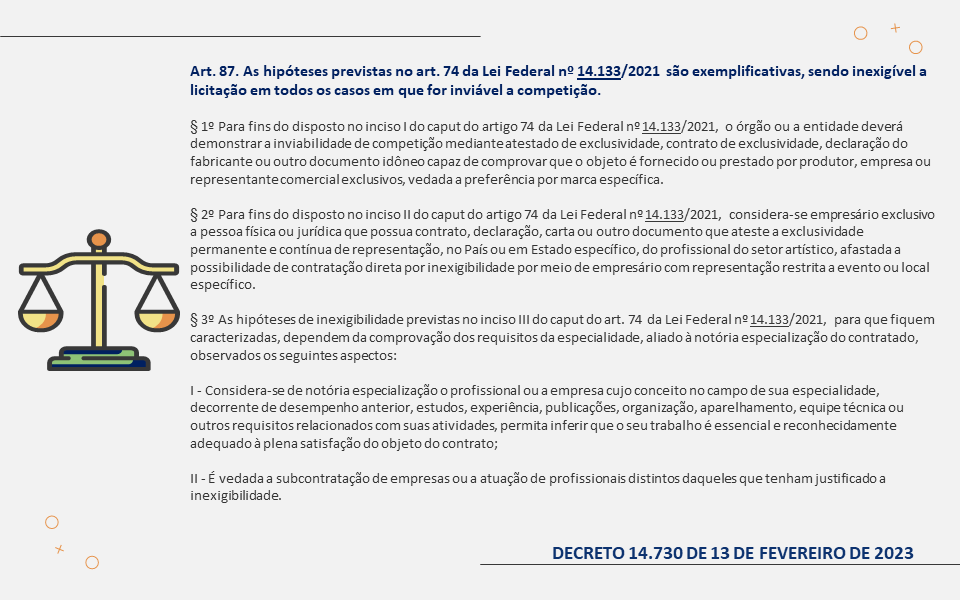 Art. 87. As hipóteses previstas no art. 74 da Lei Federal nº 14.133/2021 são exemplificativas, sendo inexigível a
licitação em todos os casos em que for inviável a competição.
§ 1º Para fins do disposto no inciso I do caput do artigo 74 da Lei Federal nº 14.133/2021, o órgão ou a entidade deverá
demonstrar a inviabilidade de competição mediante atestado de exclusividade, contrato de exclusividade, declaração do
fabricante ou outro documento idôneo capaz de comprovar que o objeto é fornecido ou prestado por produtor, empresa ou
representante comercial exclusivos, vedada a preferência por marca específica.
§ 2º Para fins do disposto no inciso II do caput do artigo 74 da Lei Federal nº 14.133/2021, considera-se empresário exclusivo
a pessoa física ou jurídica que possua contrato, declaração, carta ou outro documento que ateste a exclusividade
permanente e contínua de representação, no País ou em Estado específico, do profissional do setor artístico, afastada a
possibilidade de contratação direta por inexigibilidade por meio de empresário com representação restrita a evento ou local
específico.
§ 3º As hipóteses de inexigibilidade previstas no inciso III do caput do art. 74 da Lei Federal nº 14.133/2021, para que fiquem
caracterizadas, dependem da comprovação dos requisitos da especialidade, aliado à notória especialização do contratado,
observados os seguintes aspectos:
I - Considera-se de notória especialização o profissional ou a empresa cujo conceito no campo de sua especialidade,
decorrente de desempenho anterior, estudos, experiência, publicações, organização, aparelhamento, equipe técnica ou
outros requisitos relacionados com suas atividades, permita inferir que o seu trabalho é essencial e reconhecidamente
adequado à plena satisfação do objeto do contrato;
II - É vedada a subcontratação de empresas ou a atuação de profissionais distintos daqueles que tenham justificado a
inexigibilidade.
DECRETO 14.730 DE 13 DE FEVEREIRO DE 2023